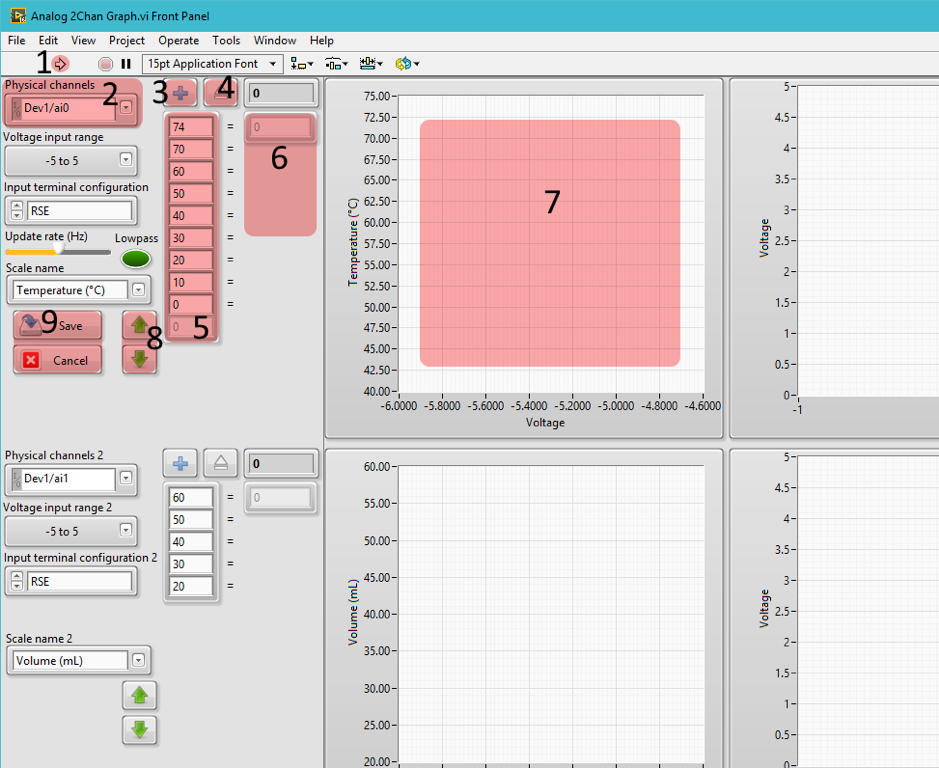 Analog 2Chan Graph.vi Front Panel
File Edit View Project Operate Tools Window Help
1 15pt Application Font
Physical channels
2 3 4
Dev1/ai0
0
Voltage input range
-5 to 5
Input terminal configuration
RSE
Update rate (Hz)
Lowpass
Scale name
Temperature (°C)
9 Save
Cancel
8
74 =
70 =
60 =
50 =
40 =
30 =
20 =
10 =
0 =
0 5
0
6
75.00
72.50
70.00
67.50
65.00
62.50
60.00
57.50
55.00
52.50
50.00
47.50
45.00
42.50
40.00
Temperature (°C)
7
-6.0000 -5.8000 -5.6000 -5.4000 -5.2000 -5.0000 -4.8000 -4.6000
Voltage
5
4.5
4
3.5
3
2.5
2
1.5
1
0.5
0
Voltage
-1
Physical channels 2
Dev1/ai1
0
Voltage input range 2
-5 to 5
Input terminal configuration 2
RSE
Scale name 2
Volume (mL)
60 =
50 =
40 =
30 =
20 =
0
60.00
55.00
50.00
45.00
40.00
35.00
30.00
25.00
20.00
Volume (mL)
5
4.5
4
3.5
3
2.5
2
1.5
1
0.5
0
Voltage